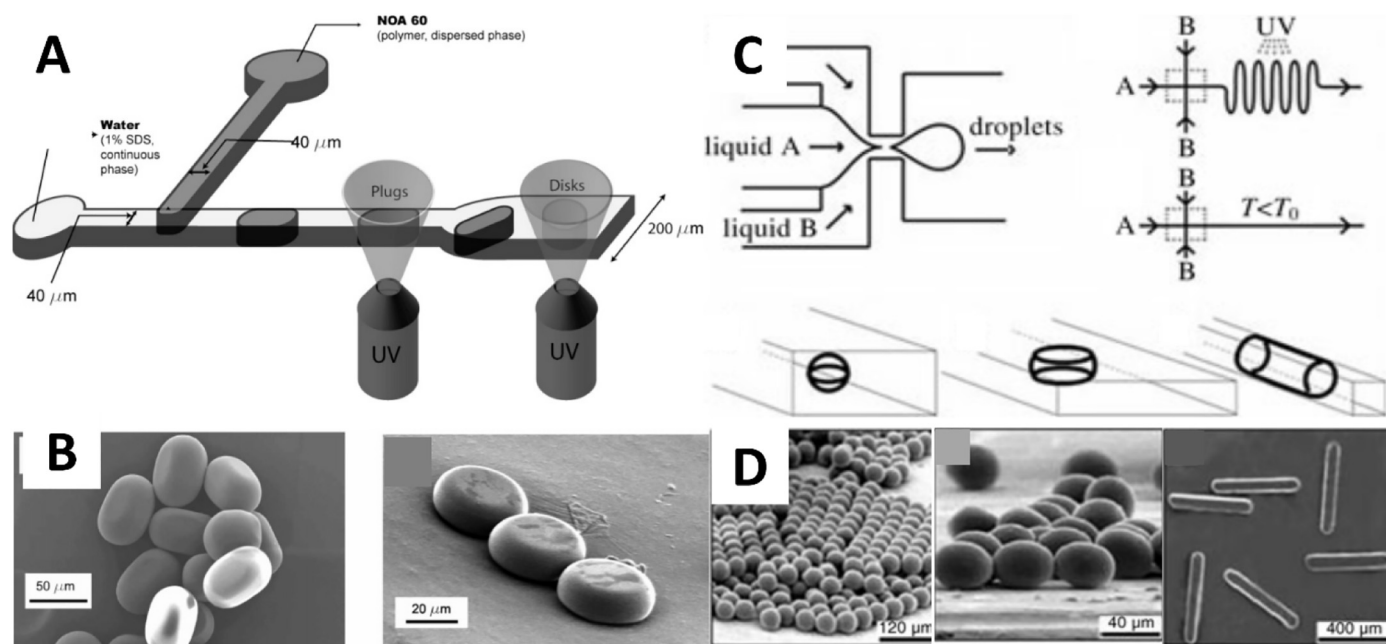 A
NOA 60
(polymer, dispersed phase)
Water
(1% SDS,
continuous
phase)
40 μm
Plugs
Disks
200 μm
40 μm
UV
UV
B
50 μm
20 μm
C
liquid A
droplets
liquid B
B
UV
A
B
B
T<T0
A
B
D
120 μm
40 μm
400 μm